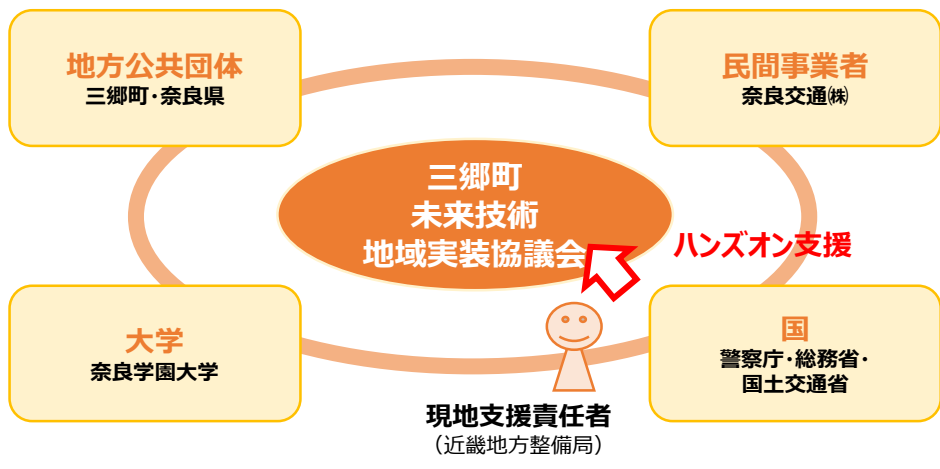 地方公共団体
三郷町・奈良県
民間事業者
奈良交通㈱
三郷町
未来技術
地域実装協議会
ハンズオン支援
大学
奈良学園大学
国
警察庁・総務省・
国土交通省
現地支援責任者
（近畿地方整備局）